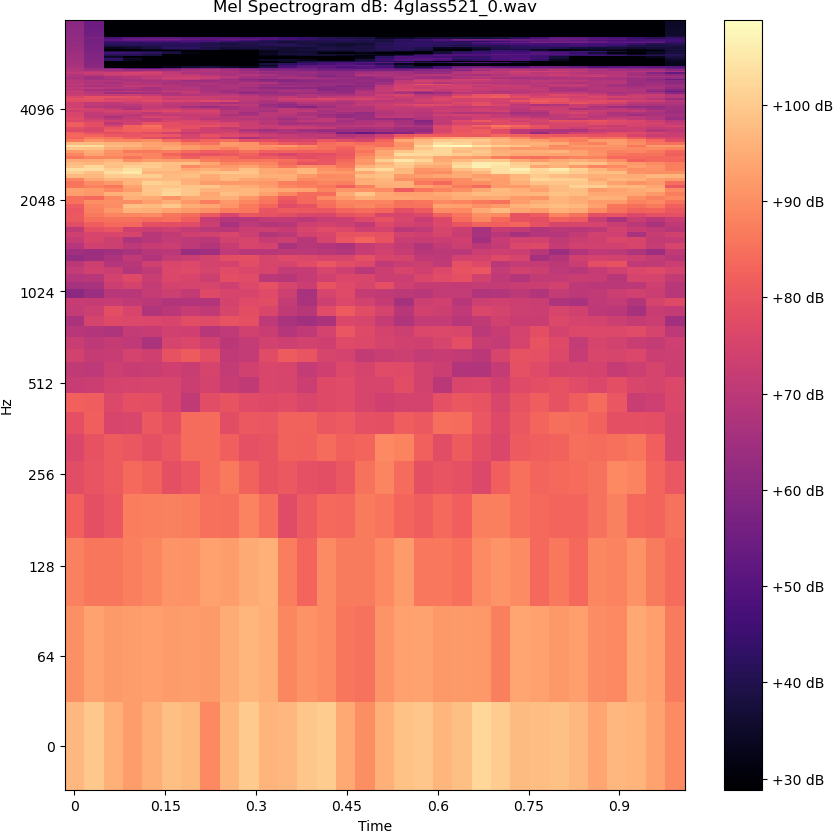 Mel Spectrogram dB: 4glass521_0.wav
4096
2048
1024
512
256
128
64
0
Hz
0
0.15
0.3
0.45
0.6
0.75
0.9
Time
+100 dB
+90 dB
+80 dB
+70 dB
+60 dB
+50 dB
+40 dB
+30 dB